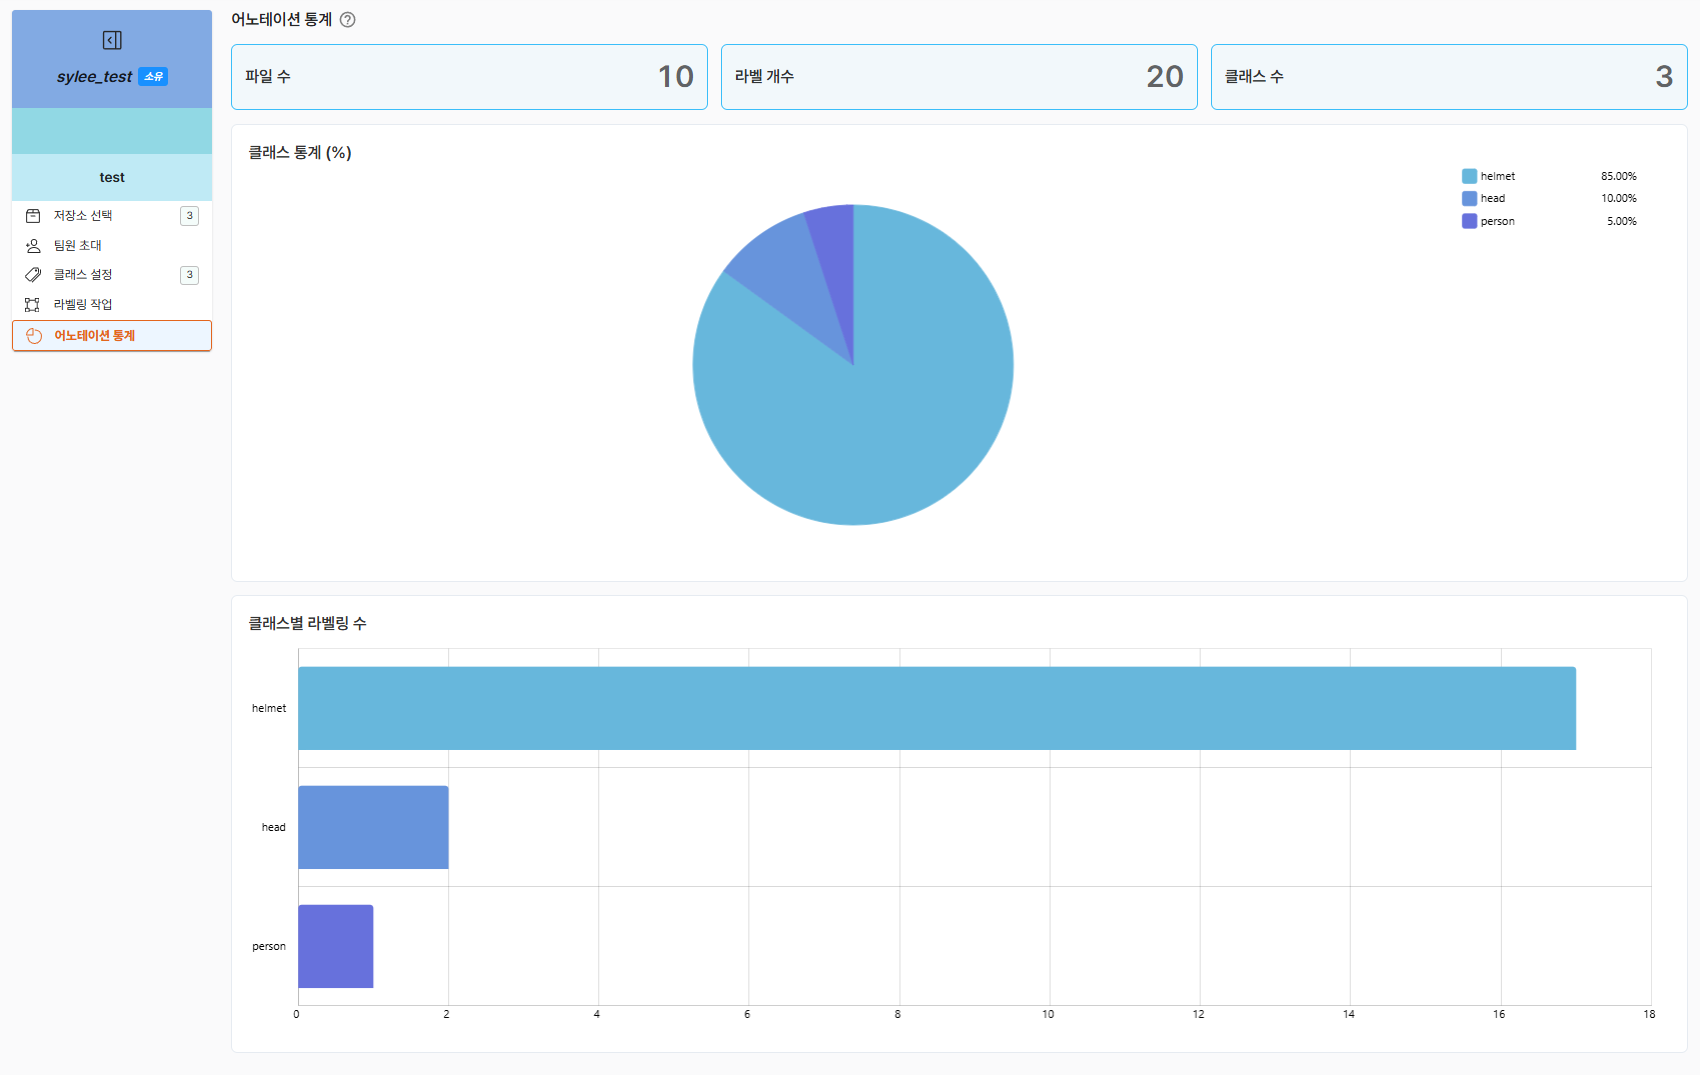 sylee_test 소유
test
저장소 선택 3
팀원 초대
클래스 설정 3
라벨링 작업
어노테이션 통계
어노테이션 통계 ?
파일 수 10
라벨 개수 20
클래스 수 3
클래스 통계 (%)
helmet 85.00%
head 10.00%
person 5.00%
클래스별 라벨링 수
helmet
head
person
0 2 4 6 8 10 12 14 16 18